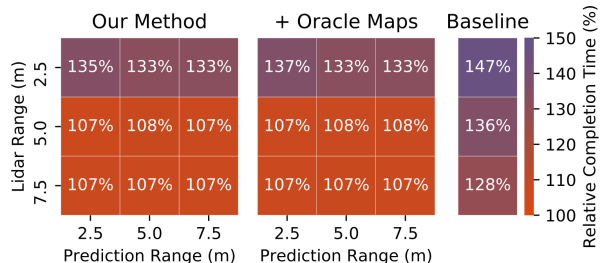 Our Method
+ Oracle Maps
Baseline
Lidar Range (m)
2.5
135% 133% 133%
137% 133% 133%
147%
5.0
107% 108% 107%
107% 108% 108%
136%
7.5
107% 107% 107%
107% 107% 107%
128%
2.5 5.0 7.5
Prediction Range (m)
2.5 5.0 7.5
Prediction Range (m)
150
140
130
120
110
100
Relative Completion Time (%)